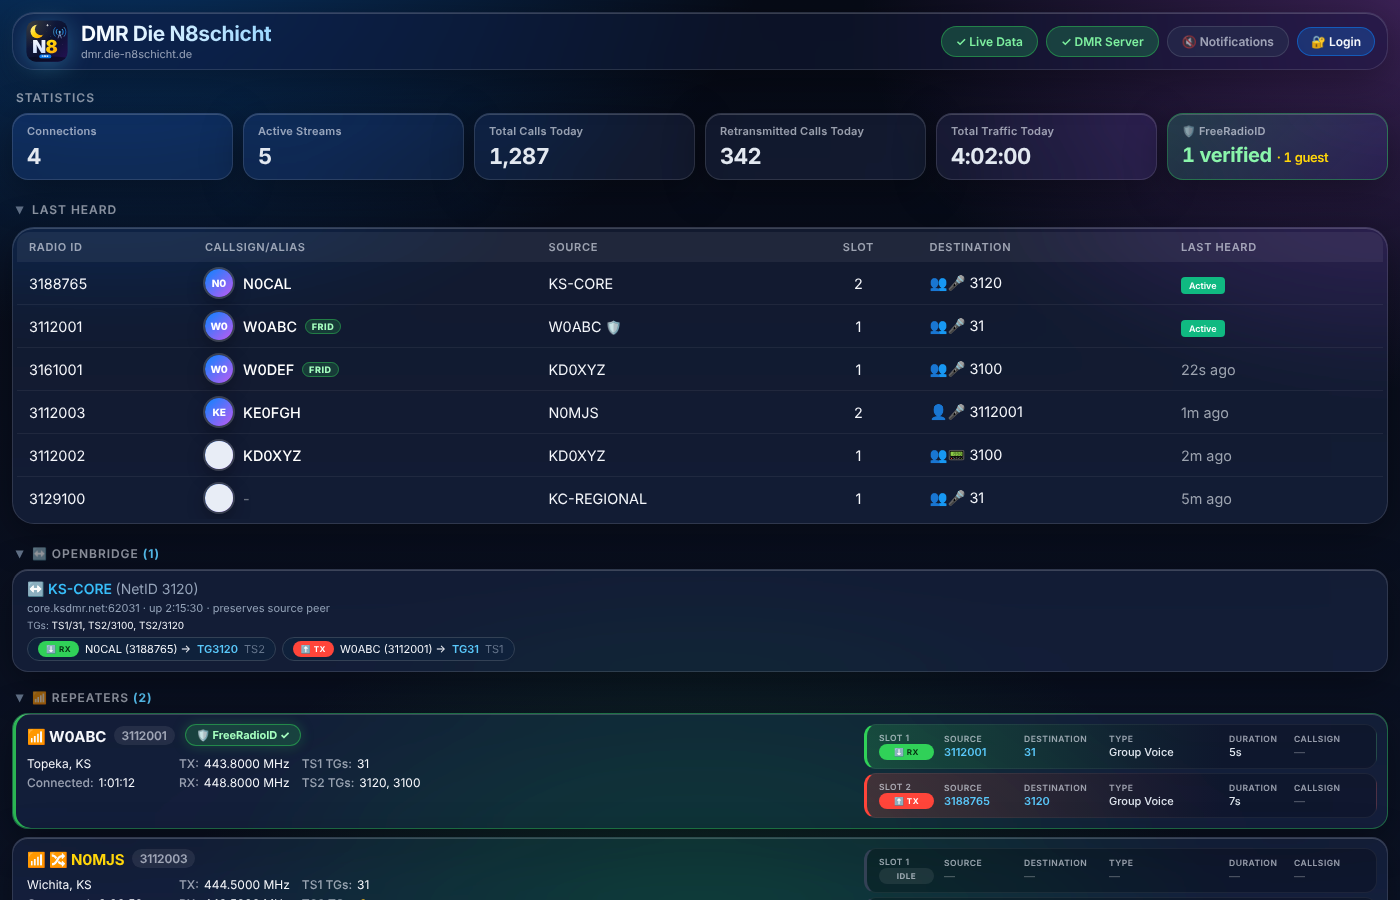 N8
DMR Die N8schicht
dmr.die-n8schicht.de
✓ Live Data
✓ DMR Server
Notifications
Login
STATISTICS
Connections
4
Active Streams
5
Total Calls Today
1,287
Retransmitted Calls Today
342
Total Traffic Today
4:02:00
FreeRadioID
1 verified · 1 guest
▼ LAST HEARD
RADIO ID CALLSIGN/ALIAS SOURCE SLOT DESTINATION LAST HEARD
3188765 N0 N0CAL KS-CORE 2 3120 Active
3112001 W0 W0ABC FRID W0ABC 1 31 Active
3161001 W0 W0DEF FRID KD0XYZ 1 3100 22s ago
3112003 KE KE0FGH N0MJS 2 3112001 1m ago
3112002 KD0XYZ KD0XYZ 1 3100 2m ago
3129100 - KC-REGIONAL 1 31 5m ago
▼ OPENBRIDGE (1)
KS-CORE (NetID 3120)
core.ksdmr.net:62031 · up 2:15:30 · preserves source peer
TGs: TS1/31, TS2/3100, TS2/3120
RX N0CAL (3188765) → TG3120 TS2
TX W0ABC (3112001) → TG31 TS1
▼ REPEATERS (2)
W0ABC 3112001 FreeRadioID ✓
Topeka, KS TX: 443.8000 MHz TS1 TGs: 31
Connected: 1:01:12 RX: 448.8000 MHz TS2 TGs: 3120, 3100
SLOT 1 SOURCE DESTINATION TYPE DURATION CALLSIGN
RX 3112001 31 Group Voice 5s —
SLOT 2 SOURCE DESTINATION TYPE DURATION CALLSIGN
TX 3188765 3120 Group Voice 7s —
N0MJS 3112003
Wichita, KS TX: 444.5000 MHz TS1 TGs: 31
SLOT 1 SOURCE DESTINATION TYPE DURATION CALLSIGN
IDLE — — — — —